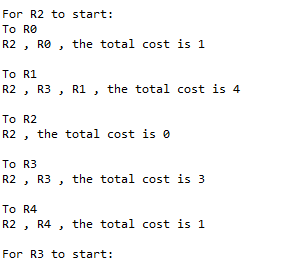 For R2 to start:
To R0
R2 , R0 , the total cost is 1
To R1
R2 , R3 , R1 , the total cost is 4
To R2
R2 , the total cost is 0
To R3
R2 , R3 , the total cost is 3
To R4
R2 , R4 , the total cost is 1
For R3 to start: